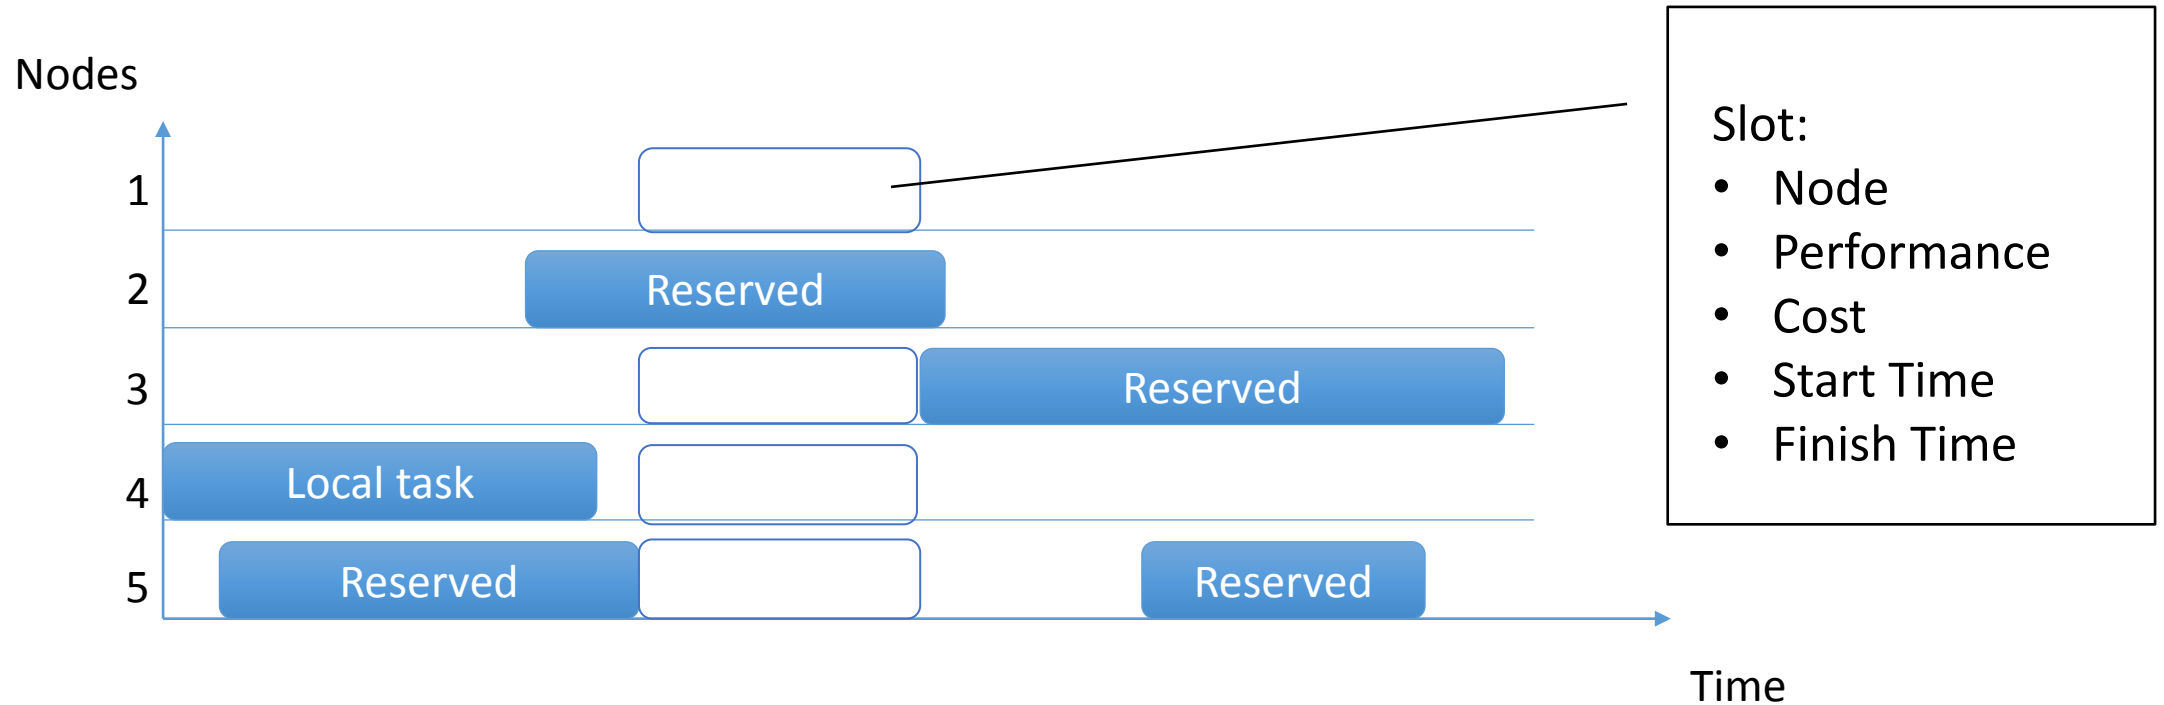 Nodes
1
2
3
4
5
Reserved
Reserved
Local task
Reserved
Reserved
Time
Slot:
• Node
• Performance
• Cost
• Start Time
• Finish Time